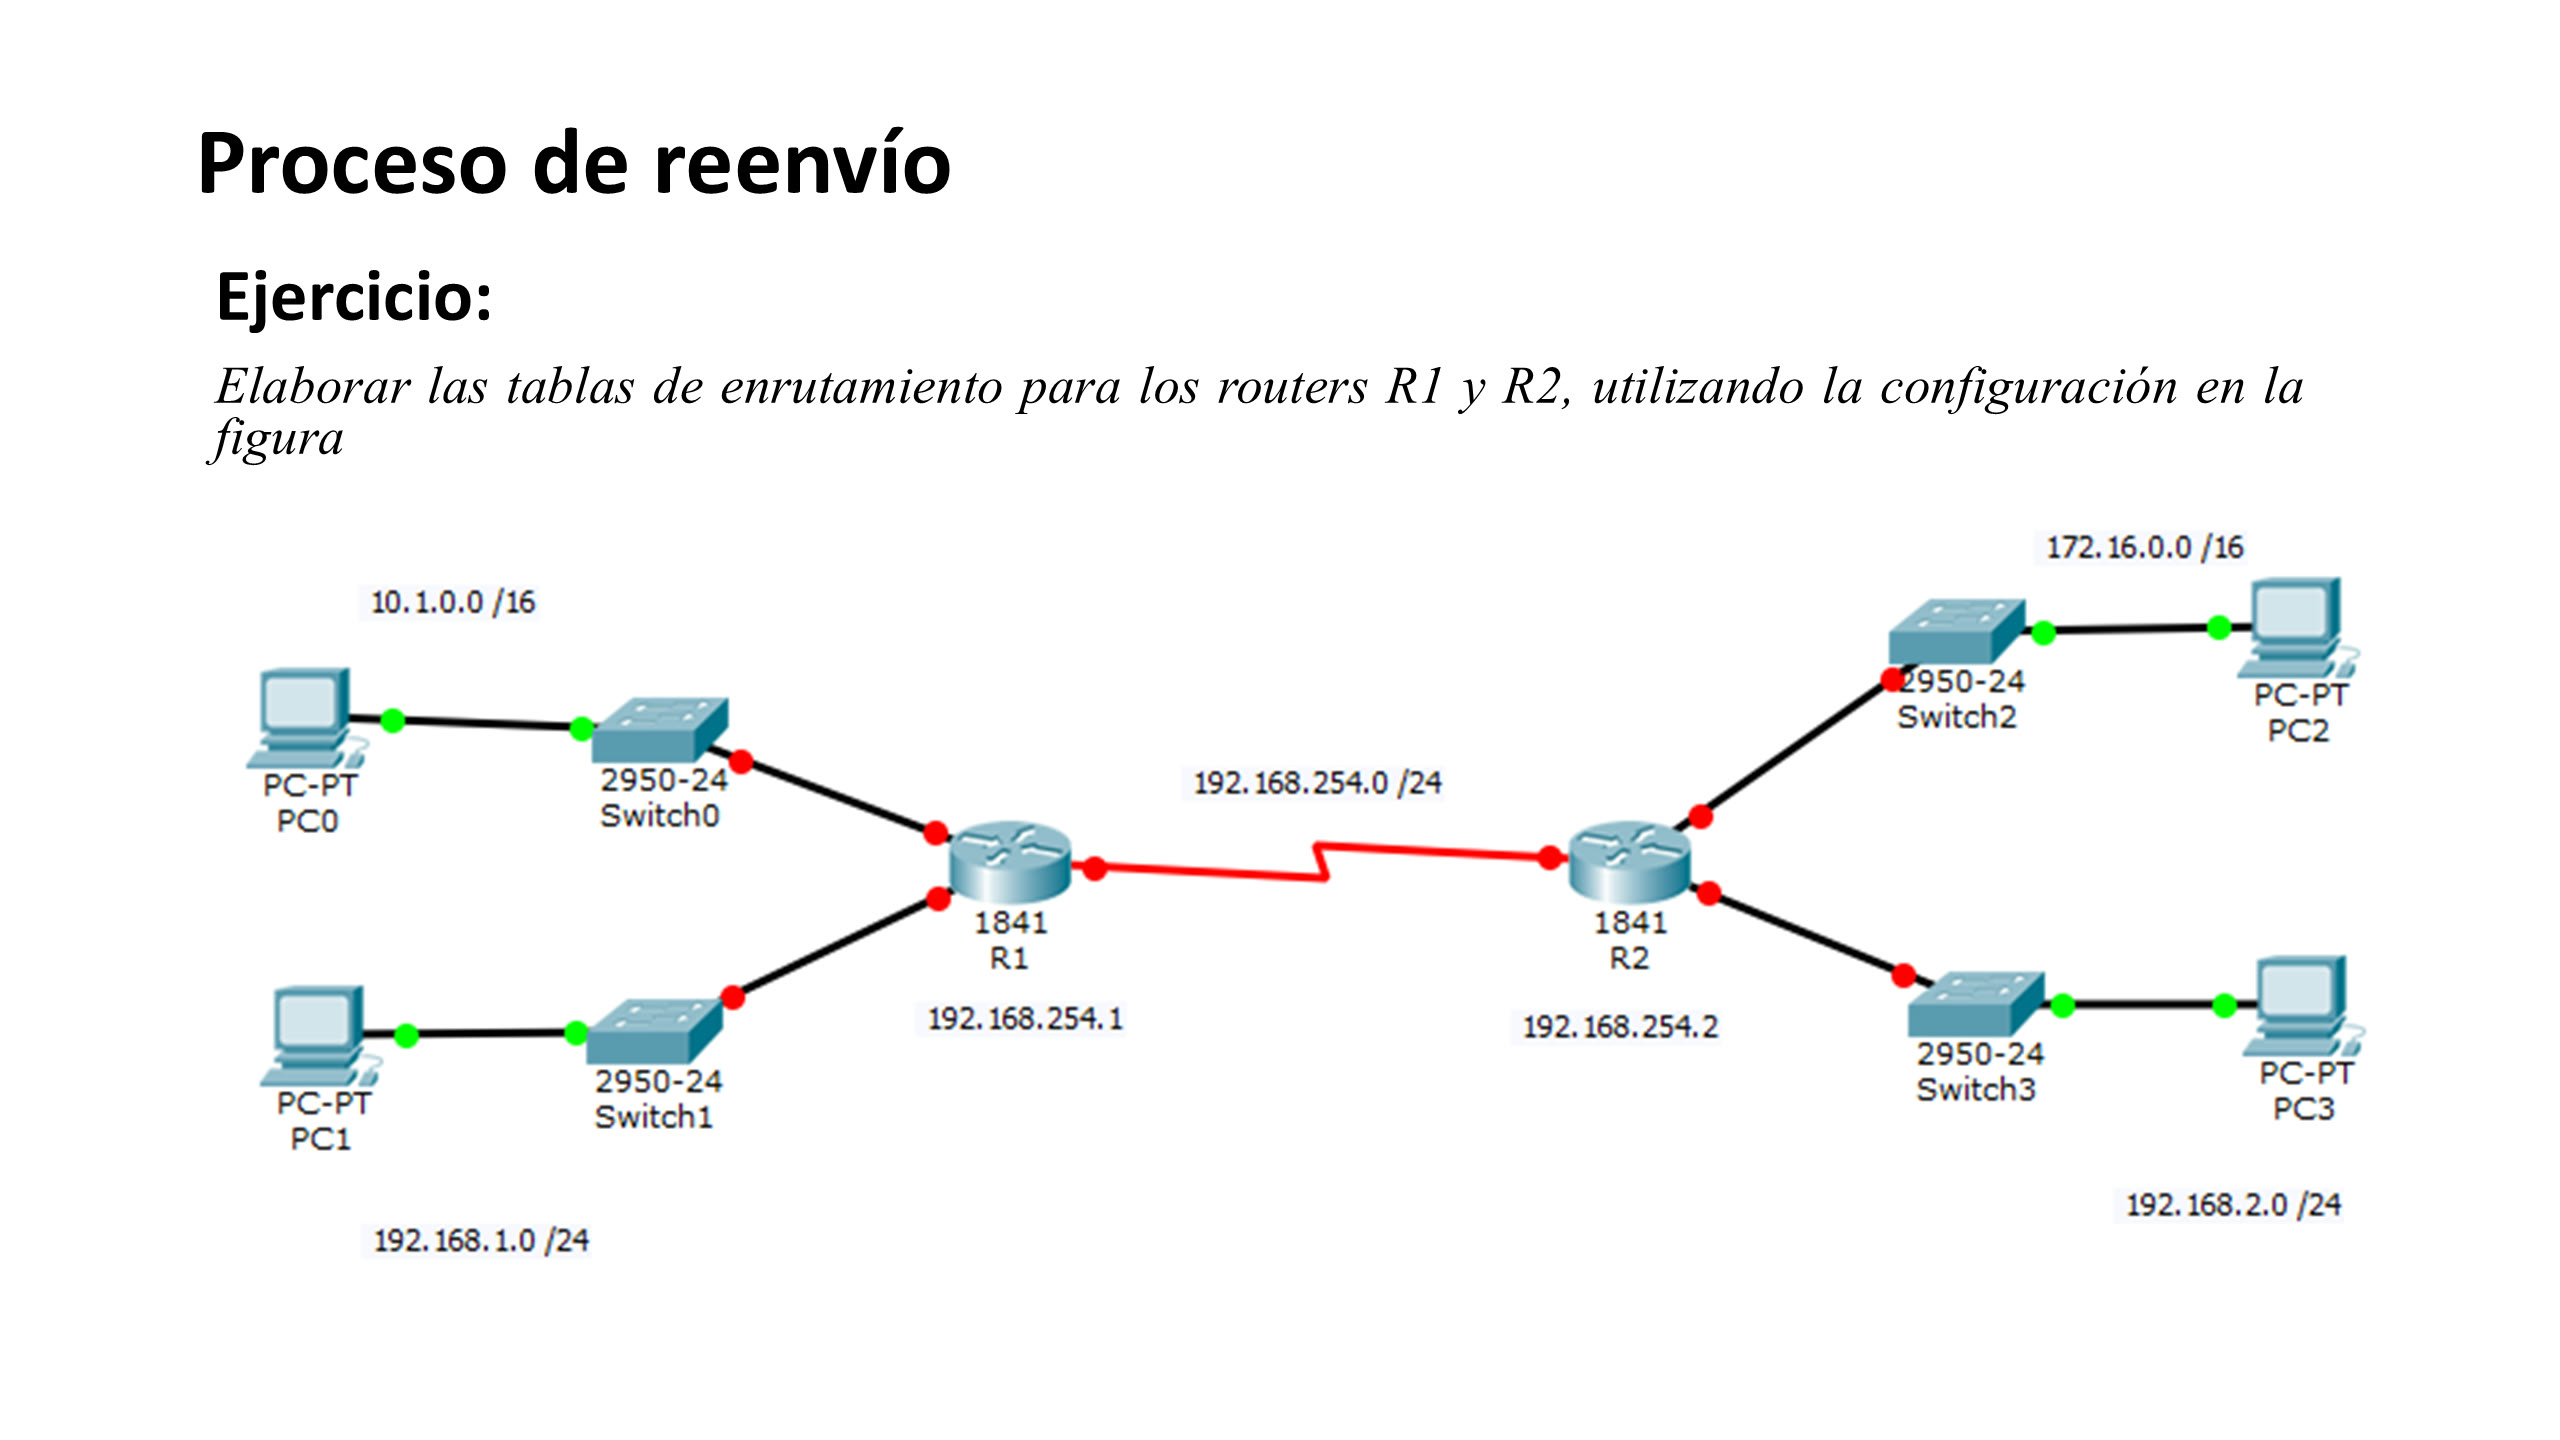 Proceso de reenvío
Ejercicio:
Elaborar las tablas de enrutamiento para los routers R1 y R2, utilizando la configuración en la
figura
172.16.0.0 /16
10.1.0.0 /16
2950-24
Switch2
PC-PT
PC2
PC-PT
PC0
2950-24
Switch0
192.168.254.0 /24
1841
R1
1841
R2
192.168.254.1
192.168.254.2
PC-PT
PC1
2950-24
Switch1
2950-24
Switch3
PC-PT
PC3
192.168.1.0 /24
192.168.2.0 /24